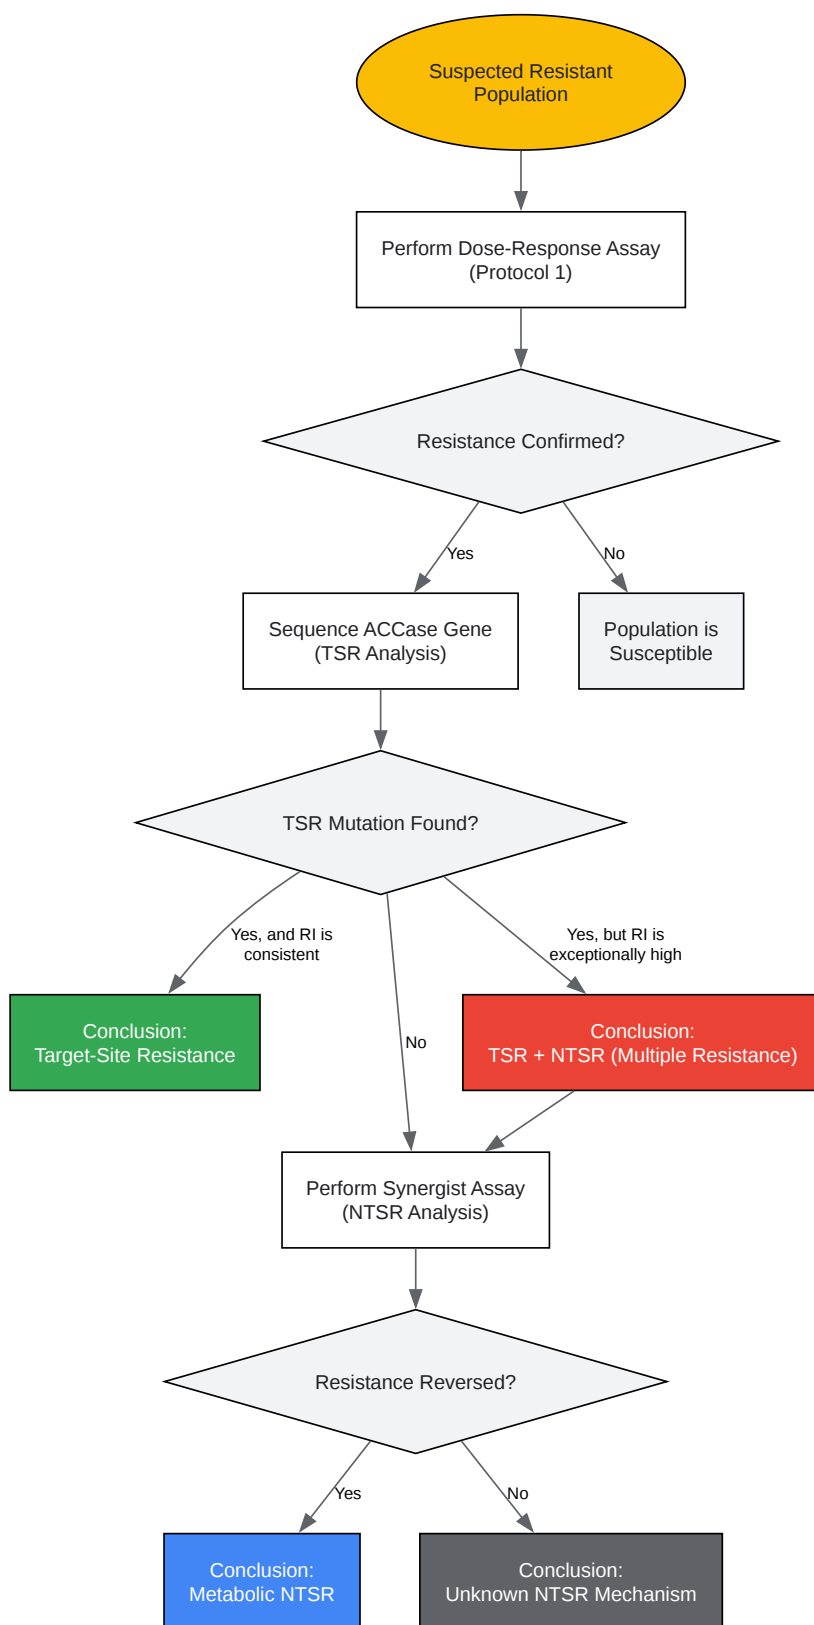 Suspected Resistant
Population
Perform Dose-Response Assay
(Protocol 1)
Resistance Confirmed?
Yes
No
Sequence ACCase Gene
(TSR Analysis)
Population is
Susceptible
TSR Mutation Found?
Yes, and RI is
consistent
Yes, but RI is
exceptionally high
Conclusion:
Target-Site Resistance
No
Conclusion:
TSR + NTSR (Multiple Resistance)
Perform Synergist Assay
(NTSR Analysis)
Resistance Reversed?
Yes
No
Conclusion:
Metabolic NTSR
Conclusion:
Unknown NTSR Mechanism